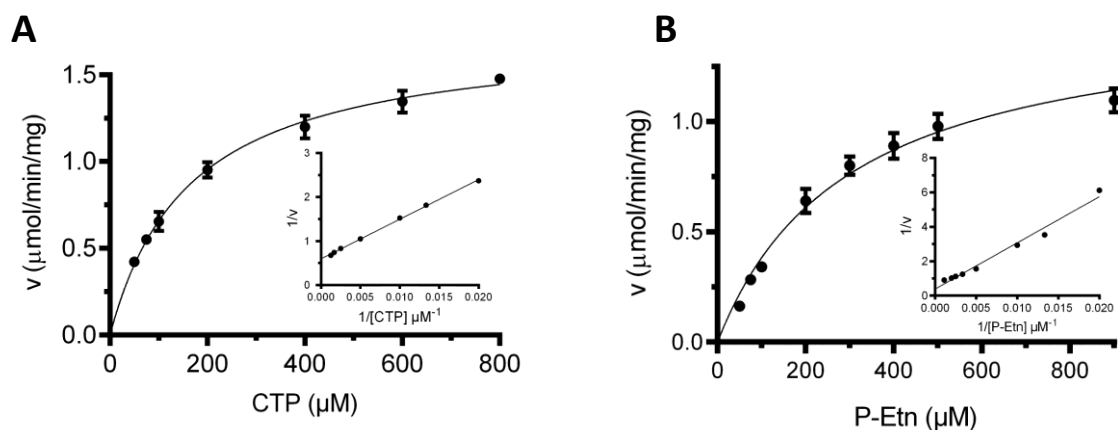 A
v (μmol/min/mg)
1.5
1.0
0.5
0.0
0 200 400 600 800
CTP (μM)
1/v
3
2
1
0
0.000 0.005 0.010 0.015 0.020
1/[CTP] μM-1
B
v (μmol/min/mg)
1.0
0.5
0.0
200 400 600 800
P-Etn (μM)
1/v
8
6
4
2
0
0.000 0.005 0.010 0.015 0.020
1/[P-Etn] μM-1